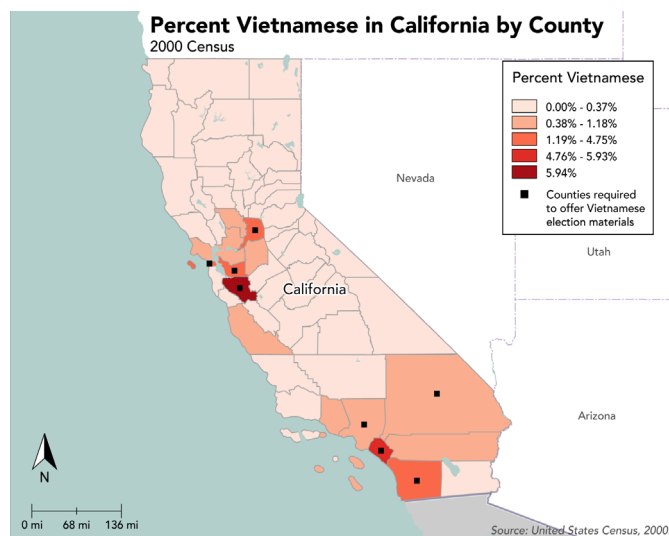 Percent Vietnamese in California by County
2000 Census
Percent Vietnamese
0.00% - 0.37%
0.38% - 1.18%
1.19% - 4.75%
4.76% - 5.93%
5.94%
Counties required
to offer Vietnamese
election materials
Nevada
Utah
California
Arizona
N
0 mi 68 mi 136 mi
Source: United States Census, 2000